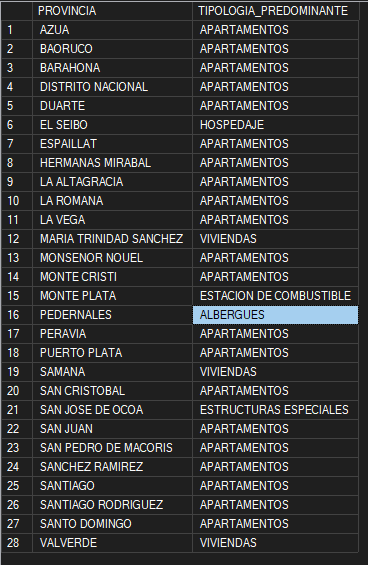 PROVINCIA TIPOLOGIA_PREDOMINANTE
1 AZUA APARTAMENTOS
2 BAORUCO APARTAMENTOS
3 BARAHONA APARTAMENTOS
4 DISTRITO NACIONAL APARTAMENTOS
5 DUARTE APARTAMENTOS
6 EL SEIBO HOSPEDAJE
7 ESPAILLAT APARTAMENTOS
8 HERMANAS MIRABAL APARTAMENTOS
9 LA ALTAGRACIA APARTAMENTOS
10 LA ROMANA APARTAMENTOS
11 LA VEGA APARTAMENTOS
12 MARIA TRINIDAD SANCHEZ VIVIENDAS
13 MONSENOR NOUEL APARTAMENTOS
14 MONTE CRISTI APARTAMENTOS
15 MONTE PLATA ESTACION DE COMBUSTIBLE
16 PEDERNALES ALBERGUES
17 PERAVIA APARTAMENTOS
18 PUERTO PLATA APARTAMENTOS
19 SAMANA VIVIENDAS
20 SAN CRISTOBAL APARTAMENTOS
21 SAN JOSE DE OCOA ESTRUCTURAS ESPECIALES
22 SAN JUAN APARTAMENTOS
23 SAN PEDRO DE MACORIS APARTAMENTOS
24 SANCHEZ RAMIREZ APARTAMENTOS
25 SANTIAGO APARTAMENTOS
26 SANTIAGO RODRIGUEZ APARTAMENTOS
27 SANTO DOMINGO APARTAMENTOS
28 VALVERDE VIVIENDAS